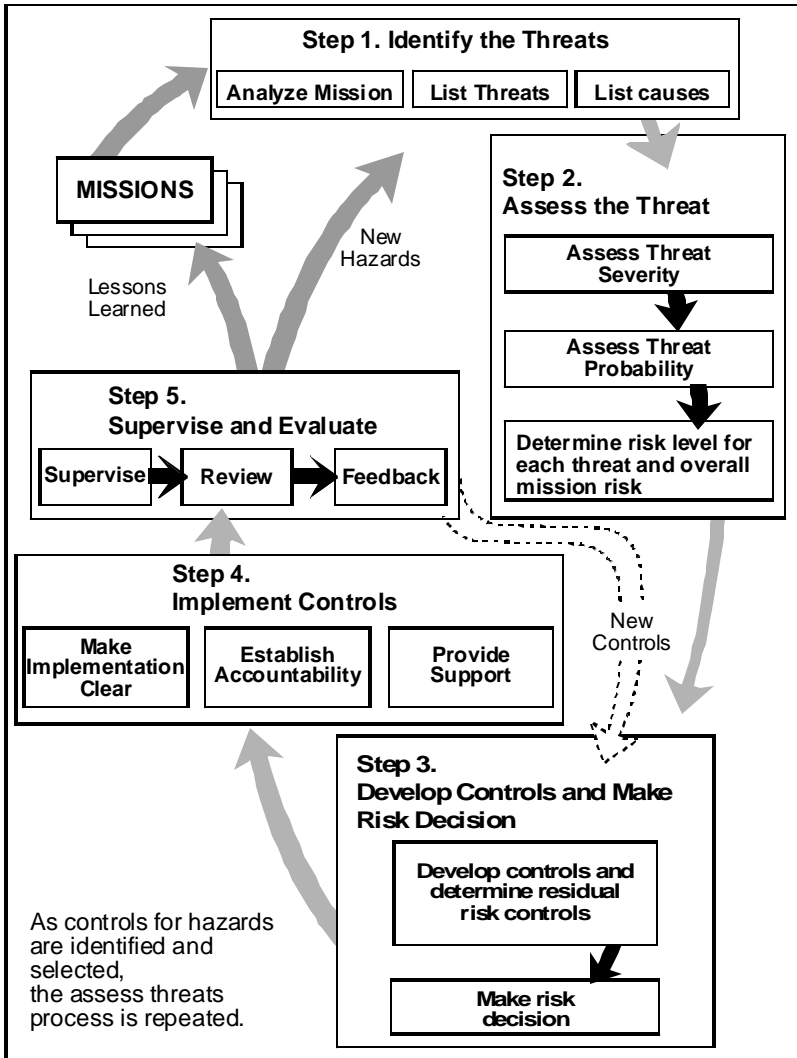 Step 1. Identify the Threats
Analyze Mission
List Threats
List causes
MISSIONS
New
Hazards
Lessons
Learned
Step 2.
Assess the Threat
Assess Threat
Severity
Assess Threat
Probability
Determine risk level for
each threat and overall
mission risk
Step 5.
Supervise and Evaluate
Supervise
Review
Feedback
Step 4.
Implement Controls
Make
Implementation
Clear
Establish
Accountability
Provide
Support
New
Controls
Step 3.
Develop Controls and Make
Risk Decision
Develop controls and
determine residual
risk controls
Make risk
decision
As controls for hazards
are identified and
selected,
the assess threats
process is repeated.